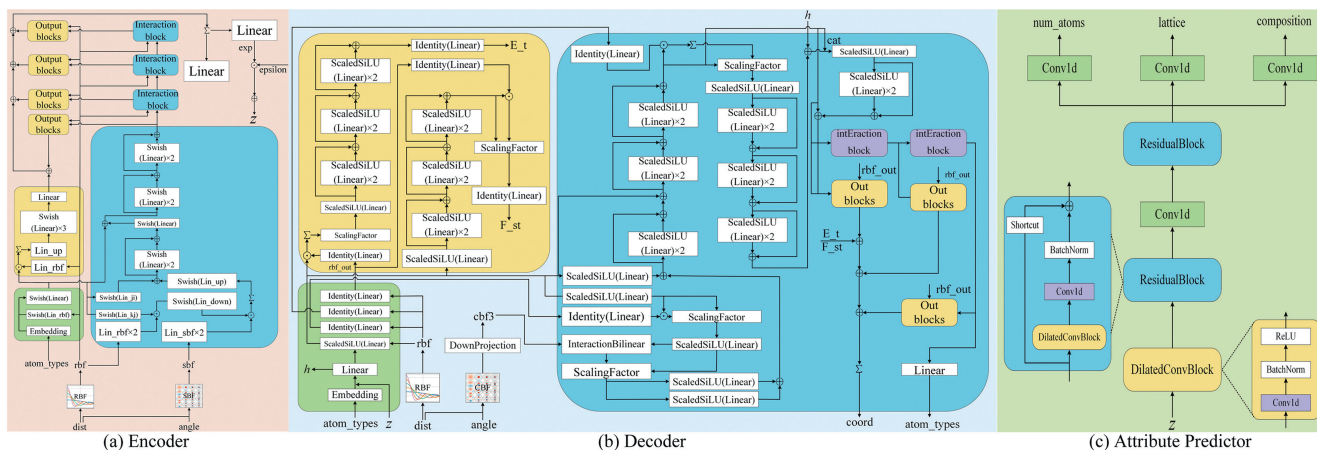 Output
blocks
Interaction
block
Σ
Linear
exp
epsilon
Linear
z
Output
blocks
Interaction
block
Output
blocks
Interaction
block
Output
blocks
Swish
(Linear)×2
Swish
(Linear)×2
Swish(Linear)
Swish
(Linear)×2
Linear
Swish
(Linear)×3
Σ
Lin_up
Lin_rbf
Swish(Linear)
Swish(Lin_rbf)
Embedding
Swish(Lin_ji)
Swish(Lin_kj)
Lin_rbf×2
Swish(Lin_up)
Swish(Lin_down)
Lin_sbf×2
Σ
atom_types
rbf
sbf
RBF
SBF
dist
angle
(a) Encoder
Identity(Linear)
E_t
ScaledSiLU
(Linear)×2
Identity(Linear)
ScaledSiLU
(Linear)×2
ScaledSiLU
(Linear)×2
ScaledSiLU
(Linear)×2
ScaledSiLU
(Linear)×2
ScalingFactor
ScaledSiLU(Linear)
ScaledSiLU
(Linear)×2
Identity(Linear)
F_st
Σ
ScalingFactor
Identity(Linear)
ScaledSiLU(Linear)
rbf_out
Identity(Linear)
Identity(Linear)
Identity(Linear)
ScaledSiLU(Linear)
rbf
h
Linear
Embedding
atom_types
z
cbf3
DownProjection
RBF
CBF
dist
angle
Identity(Linear)
Σ
ScalingFactor
ScaledSiLU(Linear)
ScaledSiLU
(Linear)×2
ScaledSiLU
(Linear)×2
ScaledSiLU
(Linear)×2
ScaledSiLU
(Linear)×2
ScaledSiLU
(Linear)×2
ScaledSiLU
(Linear)×2
ScaledSiLU(Linear)
ScaledSiLU(Linear)
Identity(Linear)
ScalingFactor
InteractionBilinear
ScaledSiLU(Linear)
ScalingFactor
ScaledSiLU(Linear)
ScaledSiLU(Linear)
h
cat
ScaledSiLU(Linear)
ScaledSiLU
(Linear)×2
intEraction
block
intEraction
block
rbf_out
rbf_out
Out
blocks
Out
blocks
E_t
F_st
rbf_out
Out
blocks
Σ
Linear
coord
atom_types
(b) Decoder
num_atoms
lattice
composition
Conv1d
Conv1d
Conv1d
ResidualBlock
Conv1d
Shortcut
BatchNorm
Conv1d
DilatedConvBlock
ResidualBlock
DilatedConvBlock
ReLU
BatchNorm
Conv1d
z
(c) Attribute Predictor